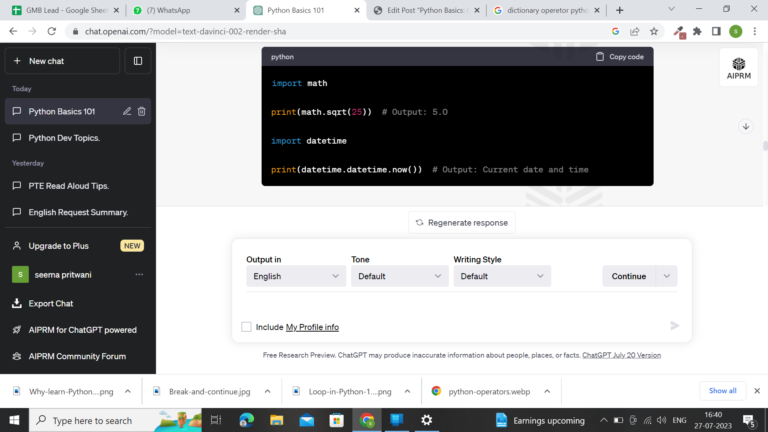 GMB Lead - Google Sheet
(7) WhatsApp
Python Basics 101
Edit Post "Python Basics:
dictionary operetor pytho
chat.openai.com/?model=text-davinci-002-render-sha
New chat
Today
Python Basics 101
Python Dev Topics.
Yesterday
PTE Read Aloud Tips.
English Request Summary.
Upgrade to Plus NEW
S seema pritwani
Export Chat
AIPRM for ChatGPT powered
AIPRM Community Forum
python Copy code
import math
print(math.sqrt(25)) # Output: 5.0
import datetime
print(datetime.datetime.now()) # Output: Current date and time
AIPRM
Regenerate response
Output in Tone Writing Style
English Default Default Continue
Include My Profile info
Free Research Preview. ChatGPT may produce inaccurate information about people, places, or facts. ChatGPT July 20 Version
Why-learn-Python....png
Break-and-continue.jpg
Loop-in-Python-1....png
python-operators.webp
Show all
Type here to search
Earnings upcoming
ENG
16:40
27-07-2023
5